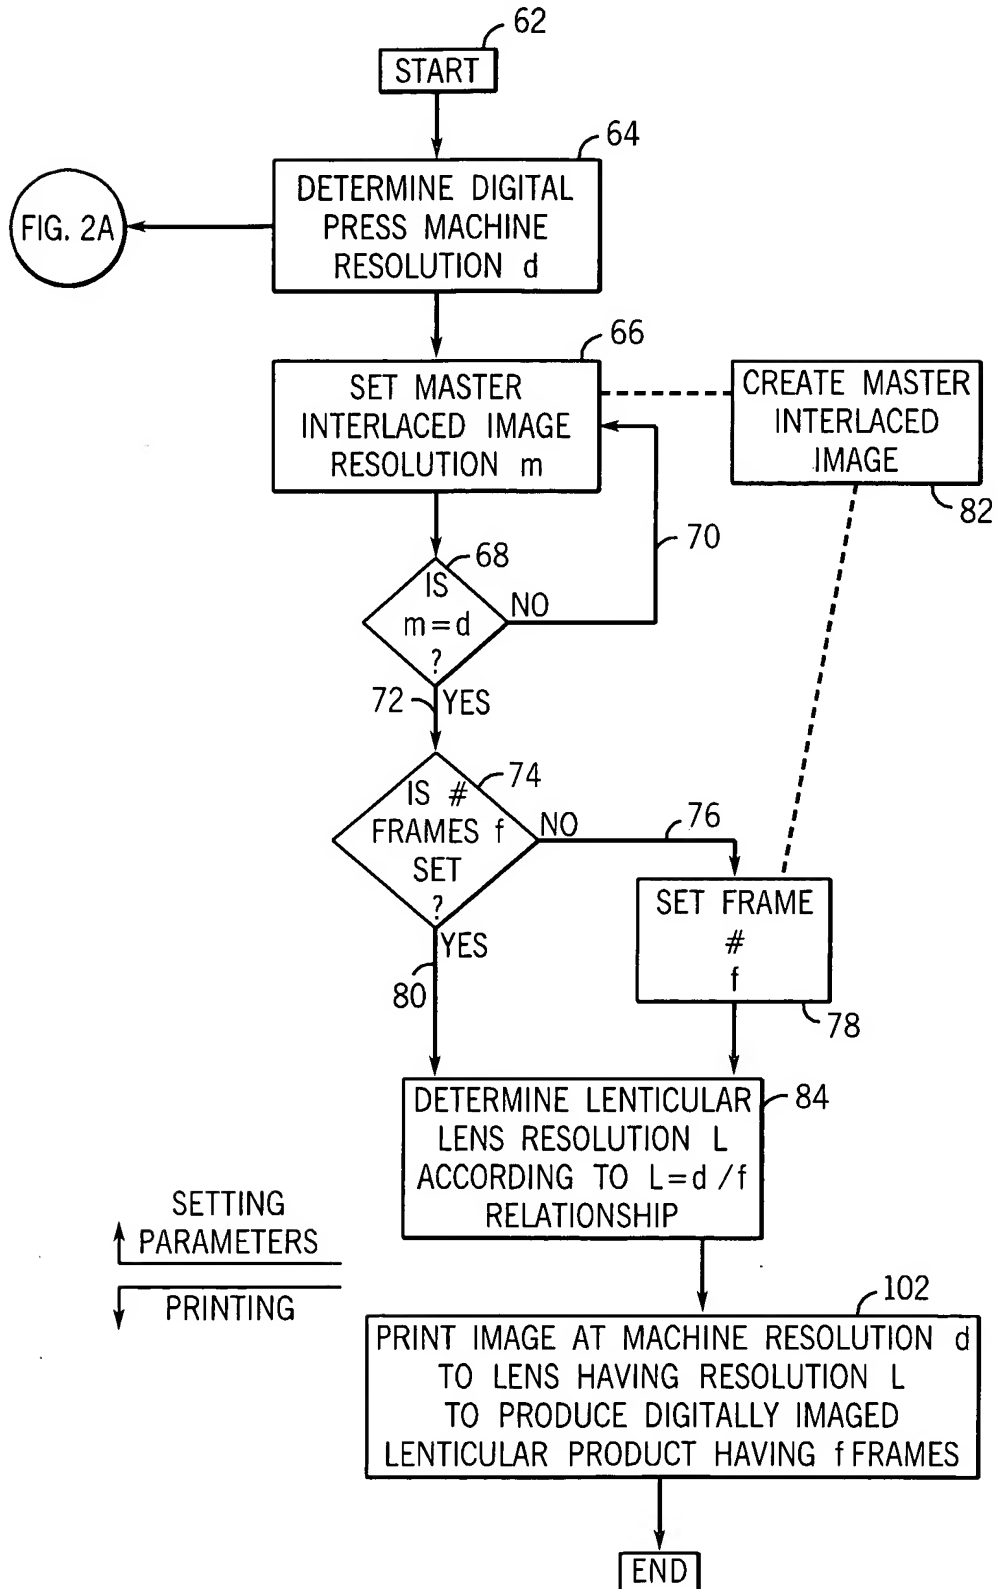 62
START
64
DETERMINE DIGITAL
PRESS MACHINE
RESOLUTION d
FIG. 2A
66
SET MASTER
INTERLACED IMAGE
RESOLUTION m
CREATE MASTER
INTERLACED
IMAGE
82
70
68
IS
m=d
?
NO
72
YES
74
IS #
FRAMES f
SET
?
NO
76
SET FRAME
#
f
78
YES
80
84
DETERMINE LENTICULAR
LENS RESOLUTION L
ACCORDING TO L=d/f
RELATIONSHIP
SETTING
PARAMETERS
PRINTING
102
PRINT IMAGE AT MACHINE RESOLUTION d
TO LENS HAVING RESOLUTION L
TO PRODUCE DIGITALLY IMAGED
LENTICULAR PRODUCT HAVING f FRAMES
END